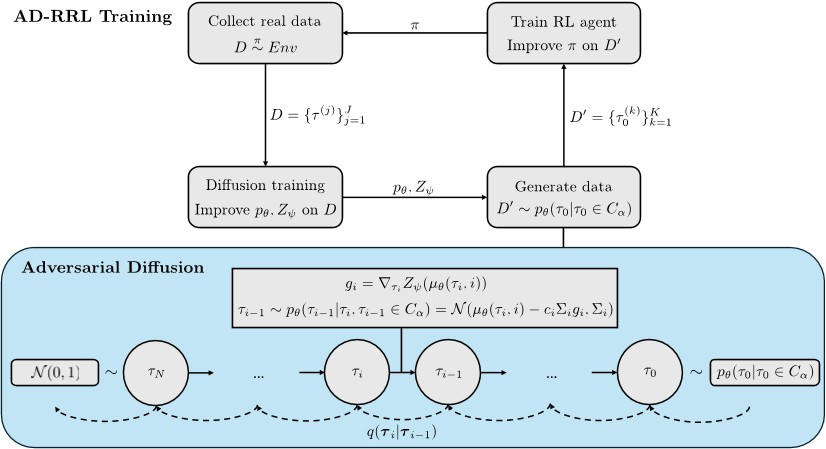 AD-RRL Training
Collect real data
D ∼^π Env
π
Train RL agent
Improve π on D′
D = {τ^(j)}_{j=1}^J
D′ = {τ_0^(k)}_{k=1}^K
Diffusion training
Improve p_θ, Z_ψ on D
p_θ, Z_ψ
Generate data
D′ ∼ p_θ(τ_0|τ_0 ∈ C_α)
Adversarial Diffusion
g_i = ∇_{τ_i} Z_ψ(μ_θ(τ_i, i))
τ_{i−1} ∼ p_θ(τ_{i−1}|τ_i, τ_{i−1} ∈ C_α) = 𝒩(μ_θ(τ_i, i) − c_iΣ_ig_i, Σ_i)
𝒩(0, 1) ∼ τ_N ... τ_i τ_{i−1} ... τ_0 ∼ p_θ(τ_0|τ_0 ∈ C_α)
q(τ_i|τ_{i−1})